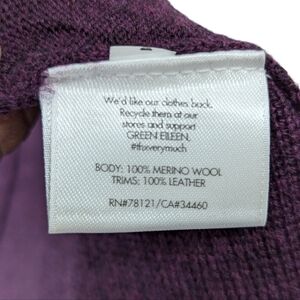 We'd like our clothes back.
Recycle them at our
stores and support
GREEN EILEEN.
#thxverymuch
BODY: 100% MERINO WOOL
TRIMS: 100% LEATHER
RN#78121/CA#34460